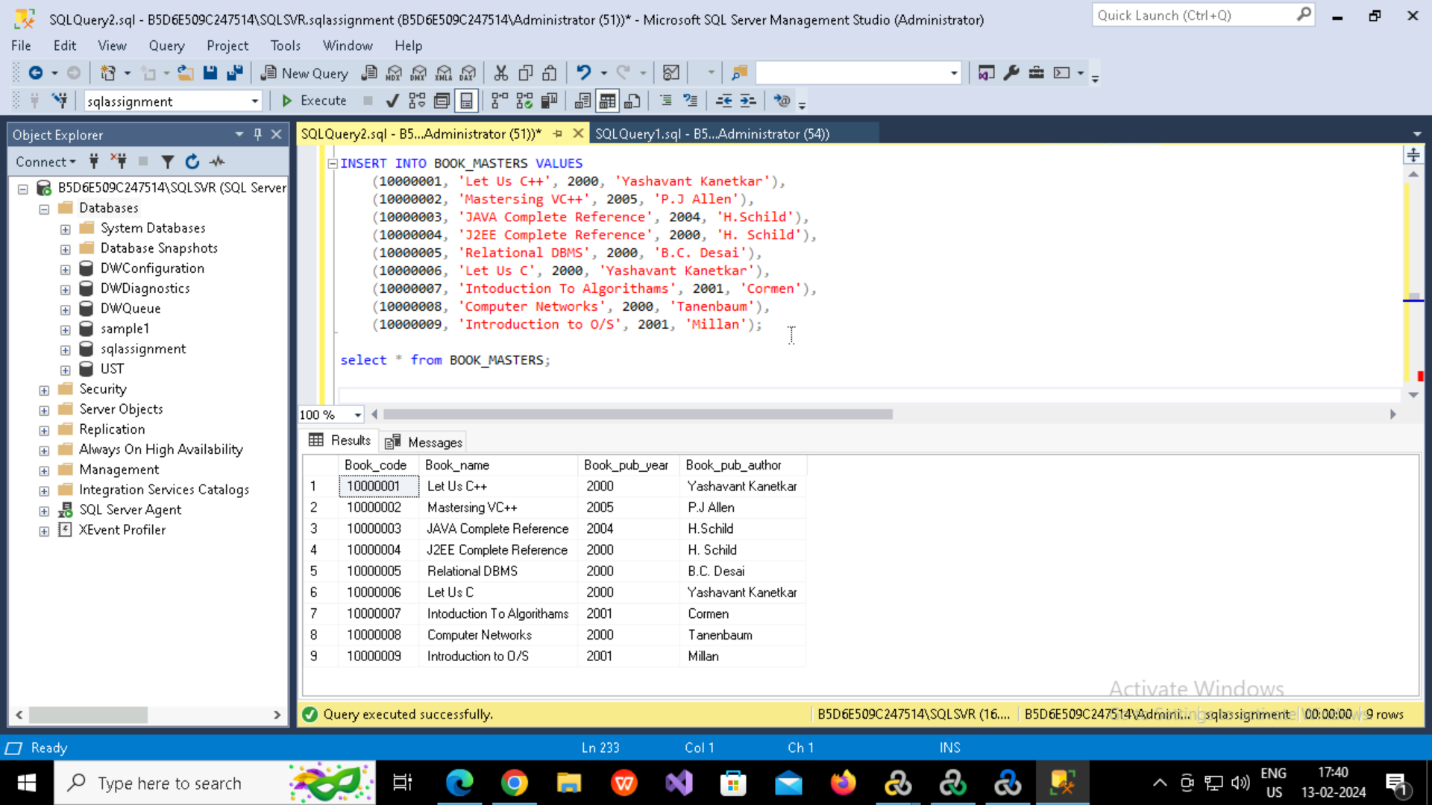 SQLQuery2.sql - B5D6E509C247514\SQLSVR.sqlassignment (B5D6E509C247514\Administrator (51))* - Microsoft SQL Server Management Studio (Administrator)
Quick Launch (Ctrl+Q)
File Edit View Query Project Tools Window Help
New Query MDX DMX XMLA DAX
sqlassignment Execute
Object Explorer
SQLQuery2.sql - B5...Administrator (51))* SQLQuery1.sql - B5...Administrator (54))
Connect
B5D6E509C247514\SQLSVR (SQL Server
Databases
System Databases
Database Snapshots
DWConfiguration
DWDiagnostics
DWQueue
sample1
sqlassignment
UST
Security
Server Objects
Replication
Always On High Availability
Management
Integration Services Catalogs
SQL Server Agent
XEvent Profiler
INSERT INTO BOOK_MASTERS VALUES
(10000001, 'Let Us C++', 2000, 'Yashavant Kanetkar'),
(10000002, 'Mastersing VC++', 2005, 'P.J Allen'),
(10000003, 'JAVA Complete Reference', 2004, 'H.Schild'),
(10000004, 'J2EE Complete Reference', 2000, 'H. Schild'),
(10000005, 'Relational DBMS', 2000, 'B.C. Desai'),
(10000006, 'Let Us C', 2000, 'Yashavant Kanetkar'),
(10000007, 'Intoduction To Algorithams', 2001, 'Cormen'),
(10000008, 'Computer Networks', 2000, 'Tanenbaum'),
(10000009, 'Introduction to O/S', 2001, 'Millan');
select * from BOOK_MASTERS;
100 %
Results Messages
Book_code Book_name Book_pub_year Book_pub_author
1 10000001 Let Us C++ 2000 Yashavant Kanetkar
2 10000002 Mastersing VC++ 2005 P.J Allen
3 10000003 JAVA Complete Reference 2004 H.Schild
4 10000004 J2EE Complete Reference 2000 H. Schild
5 10000005 Relational DBMS 2000 B.C. Desai
6 10000006 Let Us C 2000 Yashavant Kanetkar
7 10000007 Intoduction To Algorithams 2001 Cormen
8 10000008 Computer Networks 2000 Tanenbaum
9 10000009 Introduction to O/S 2001 Millan
Activate Windows
Query executed successfully. B5D6E509C247514\SQLSVR (16.... B5D6E509C247514\Admini... sqlassignment 00:00:00 9 rows
Ready Ln 233 Col 1 Ch 1 INS
Type here to search
ENG
US
17:40
13-02-2024
1